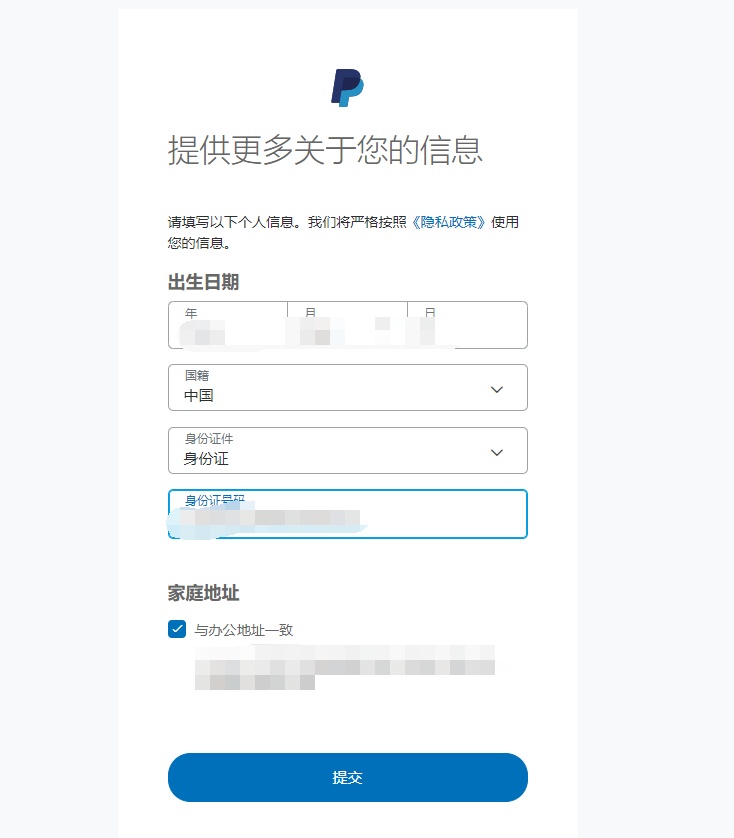 提供更多关于您的信息
请填写以下个人信息。我们将严格按照《隐私政策》使用
您的信息。
出生日期
年 月 日
国籍
中国
身份证件
身份证
身份证号码
家庭地址
与办公地址一致
提交